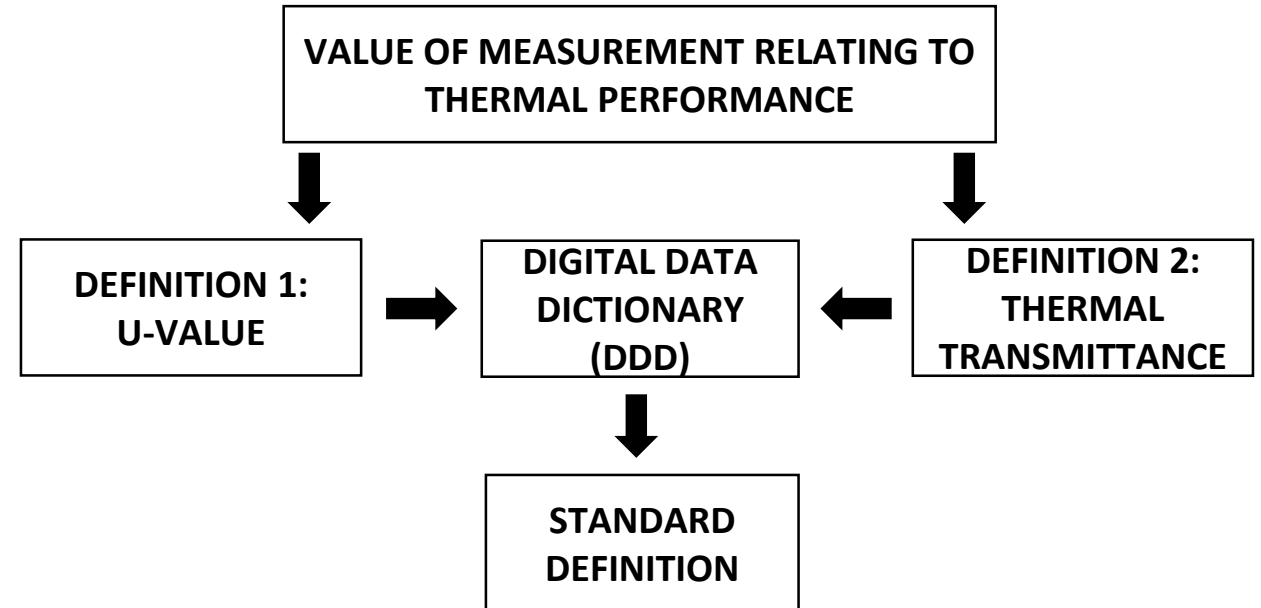 VALUE OF MEASUREMENT RELATING TO
THERMAL PERFORMANCE
DEFINITION 1:
U-VALUE
DIGITAL DATA
DICTIONARY
(DDD)
DEFINITION 2:
THERMAL
TRANSMITTANCE
STANDARD
DEFINITION